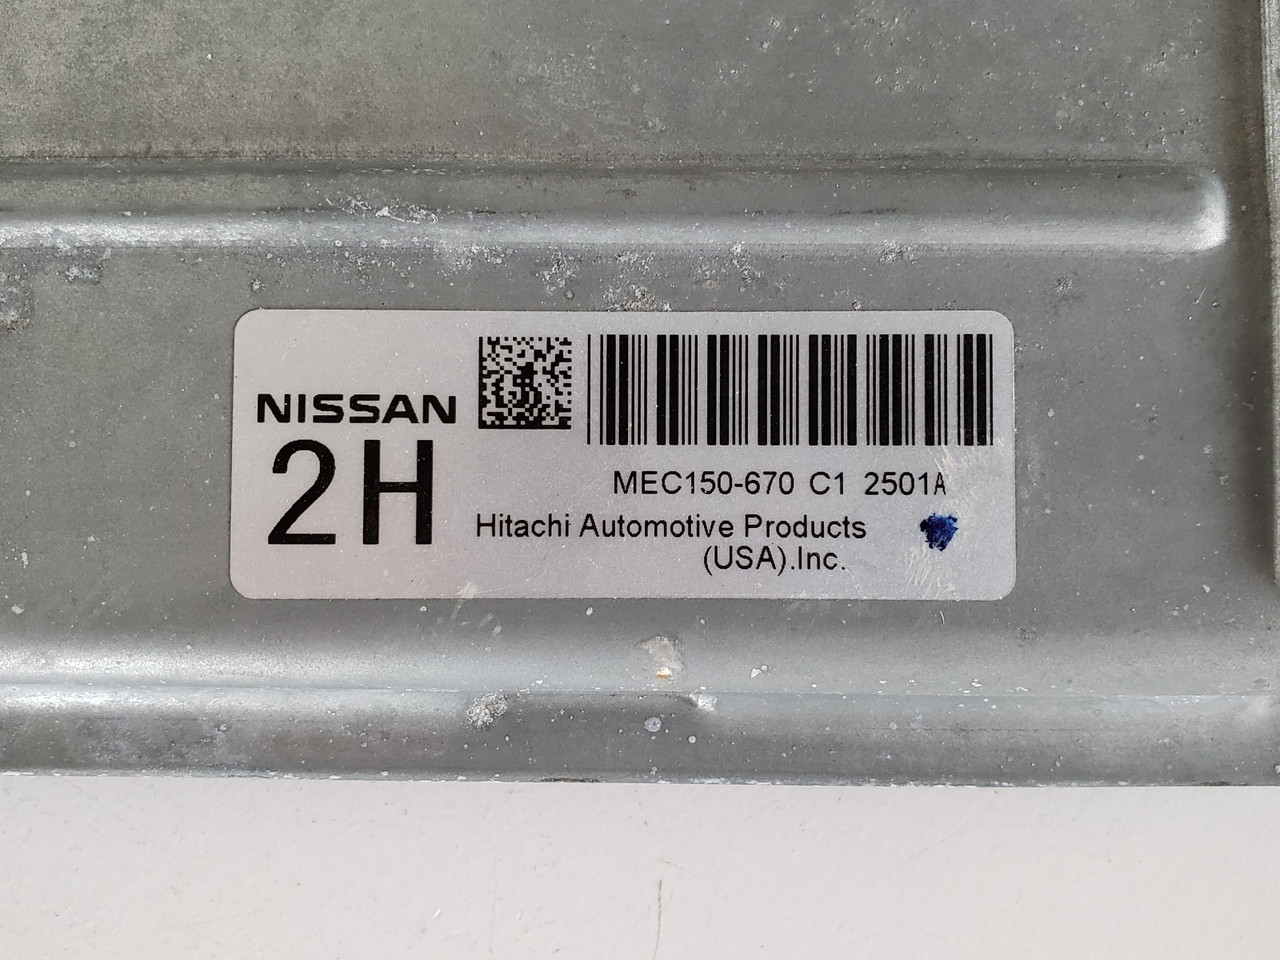 NISSAN
2H
MEC150-670 C1 2501A
Hitachi Automotive Products
(USA).Inc.